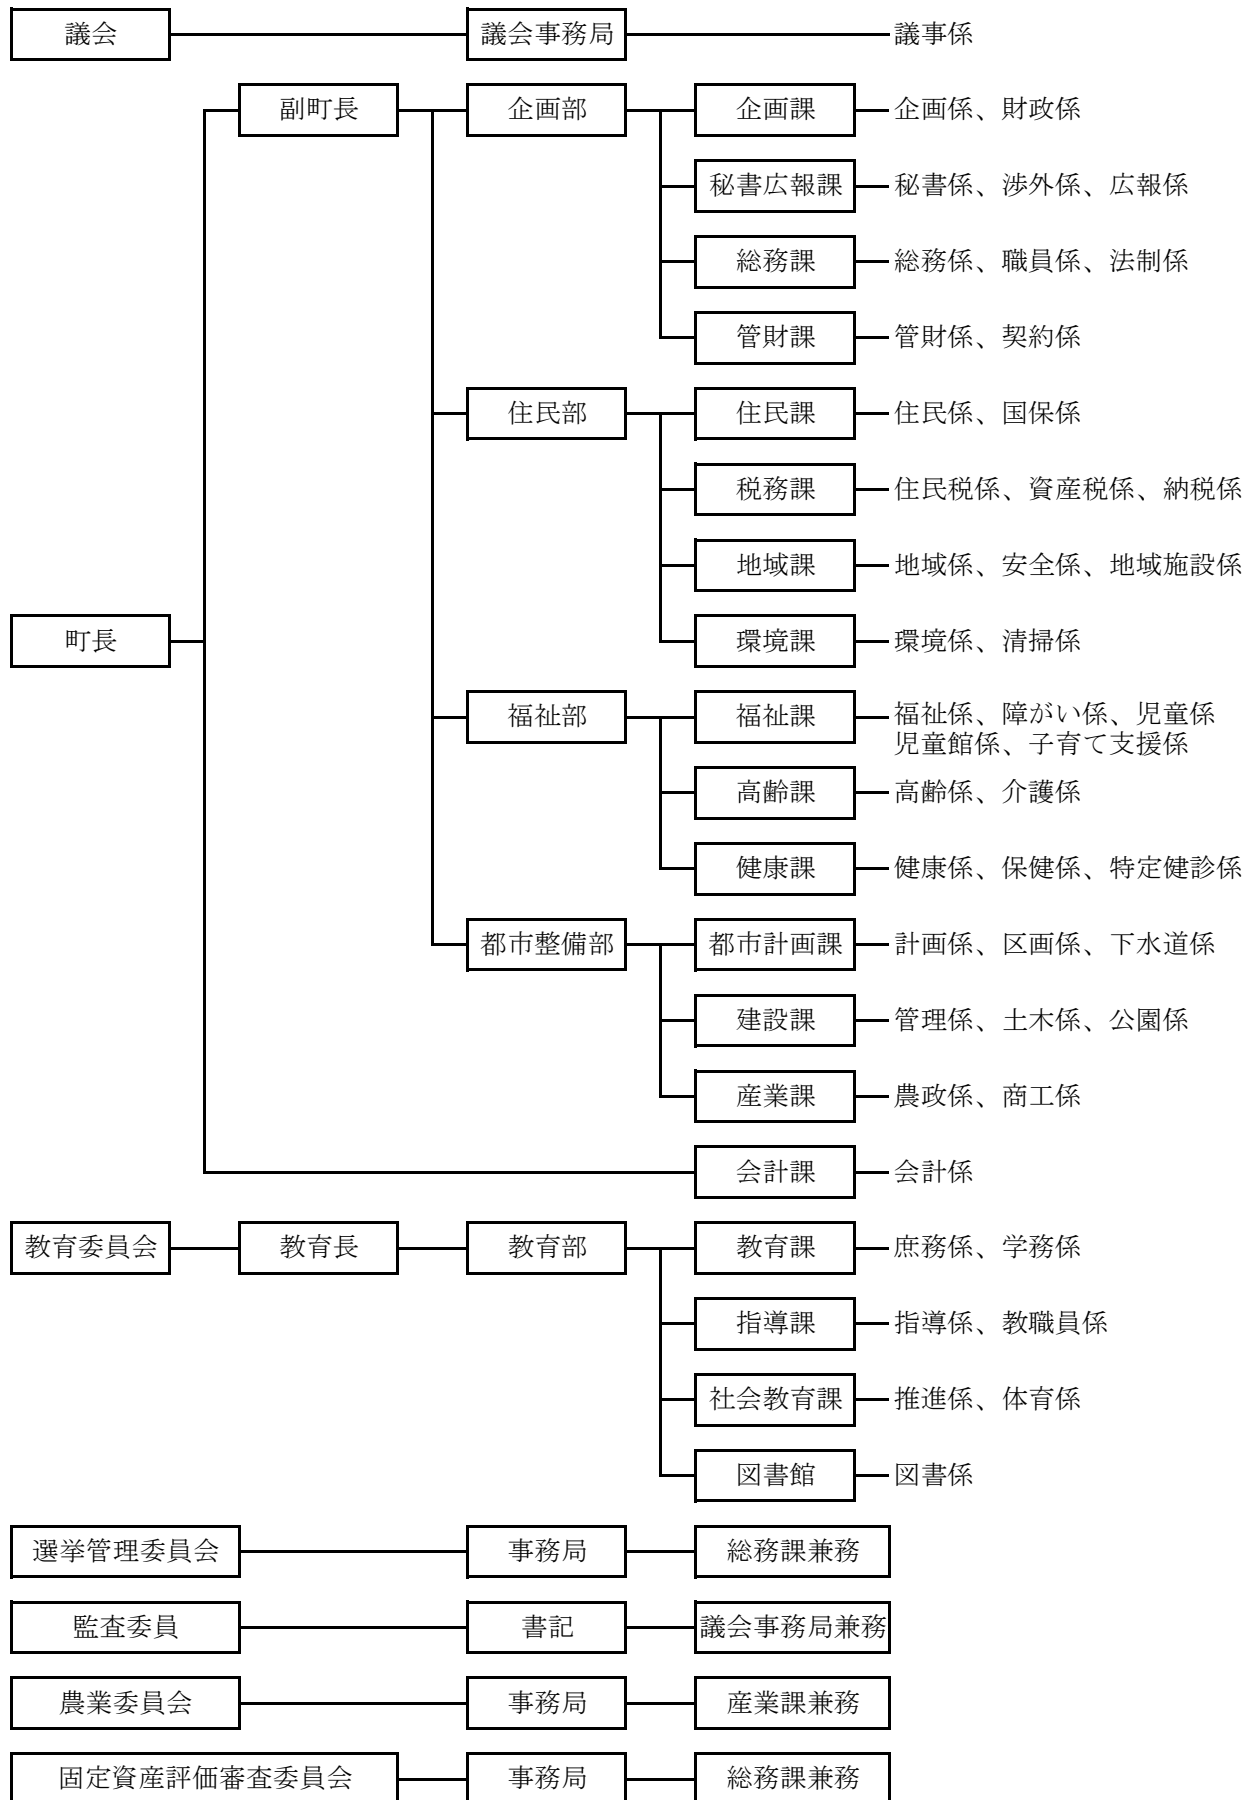 議会 議会事務局 議事係
副町長 企画部 企画課 企画係、財政係
秘書広報課 秘書係、渉外係、広報係
総務課 総務係、職員係、法制係
管財課 管財係、契約係
住民部 住民課 住民係、国保係
税務課 住民税係、資産税係、納税係
地域課 地域係、安全係、地域施設係
町長 環境課 環境係、清掃係
福祉部 福祉課 福祉係、障がい係、児童係
児童館係、子育て支援係
高齢課 高齢係、介護係
健康課 健康係、保健係、特定健診係
都市整備部 都市計画課 計画係、区画係、下水道係
建設課 管理係、土木係、公園係
産業課 農政係、商工係
会計課 会計係
教育委員会 教育長 教育部 教育課 庶務係、学務係
指導課 指導係、教職員係
社会教育課 推進係、体育係
図書館 図書係
選挙管理委員会 事務局 総務課兼務
監査委員 書記 議会事務局兼務
農業委員会 事務局 産業課兼務
固定資産評価審査委員会 事務局 総務課兼務